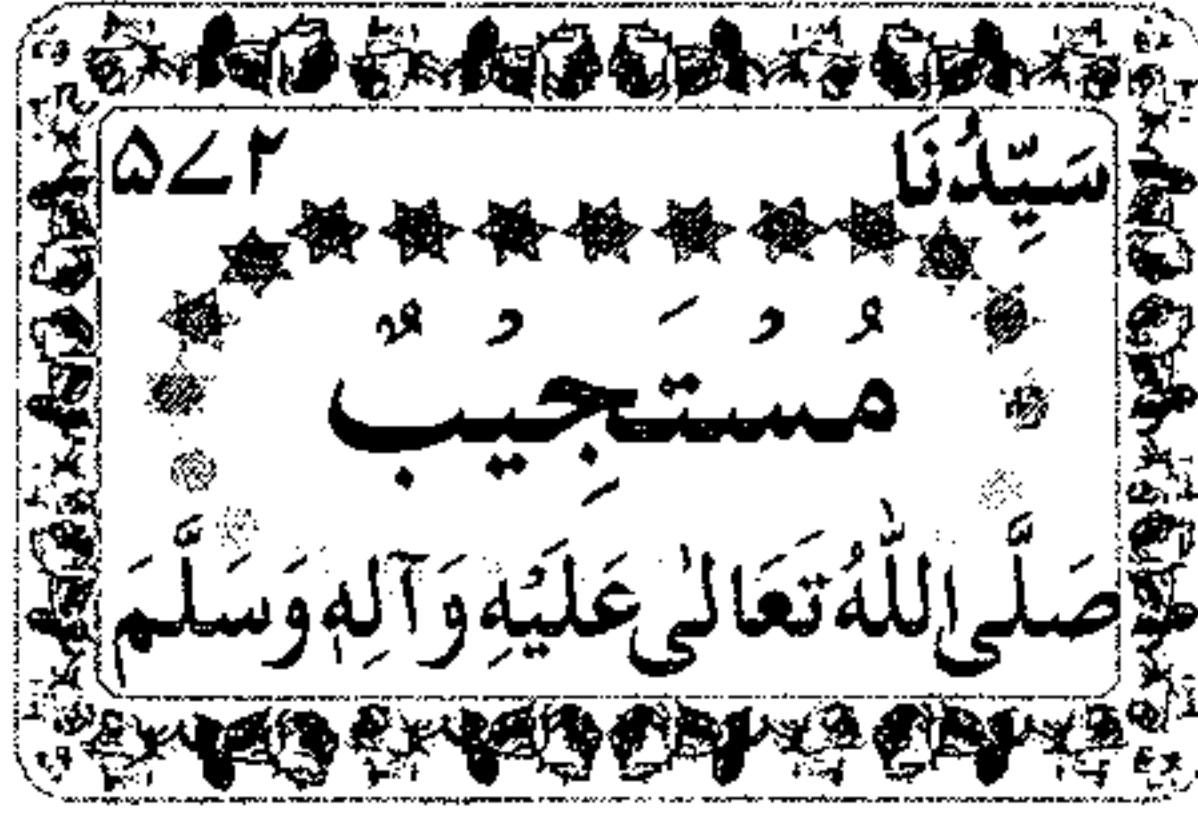 سَيِّدُنَا ۵۷۲
مُسْتَجِيْبٌ
صَلَّى اللّٰهُ تَعَالٰى عَلَيْهِ وَآلِهٖ وَسَلَّمَ